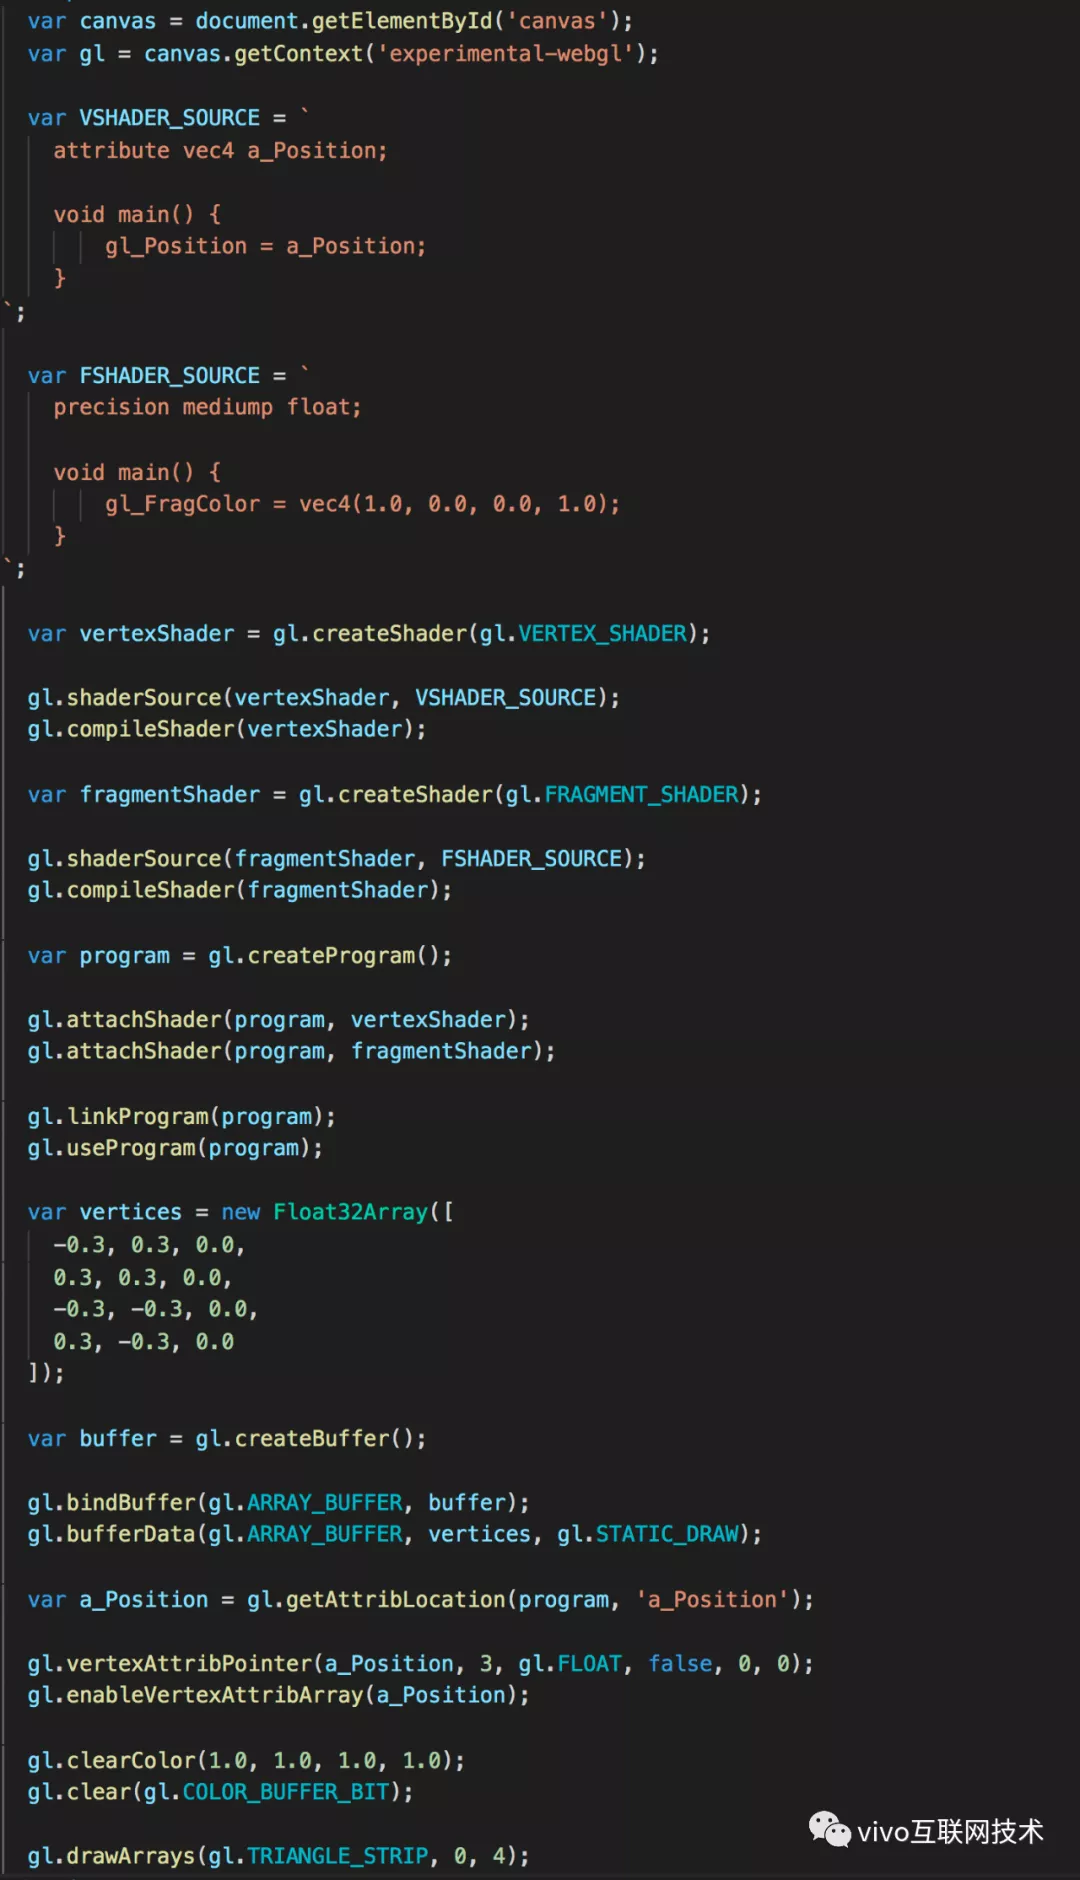 var canvas = document.getElementById('canvas');
var gl = canvas.getContext('experimental-webgl');
var VSHADER_SOURCE = `
attribute vec4 a_Position;
void main() {
gl_Position = a_Position;
}
`;
var FSHADER_SOURCE = `
precision mediump float;
void main() {
gl_FragColor = vec4(1.0, 0.0, 0.0, 1.0);
}
`;
var vertexShader = gl.createShader(gl.VERTEX_SHADER);
gl.shaderSource(vertexShader, VSHADER_SOURCE);
gl.compileShader(vertexShader);
var fragmentShader = gl.createShader(gl.FRAGMENT_SHADER);
gl.shaderSource(fragmentShader, FSHADER_SOURCE);
gl.compileShader(fragmentShader);
var program = gl.createProgram();
gl.attachShader(program, vertexShader);
gl.attachShader(program, fragmentShader);
gl.linkProgram(program);
gl.useProgram(program);
var vertices = new Float32Array([
-0.3, 0.3, 0.0,
0.3, 0.3, 0.0,
-0.3, -0.3, 0.0,
0.3, -0.3, 0.0
]);
var buffer = gl.createBuffer();
gl.bindBuffer(gl.ARRAY_BUFFER, buffer);
gl.bufferData(gl.ARRAY_BUFFER, vertices, gl.STATIC_DRAW);
var a_Position = gl.getAttribLocation(program, 'a_Position');
gl.vertexAttribPointer(a_Position, 3, gl.FLOAT, false, 0, 0);
gl.enableVertexAttribArray(a_Position);
gl.clearColor(1.0, 1.0, 1.0, 1.0);
gl.clear(gl.COLOR_BUFFER_BIT);
gl.drawArrays(gl.TRIANGLE_STRIP, 0, 4);
vivo互联网技术